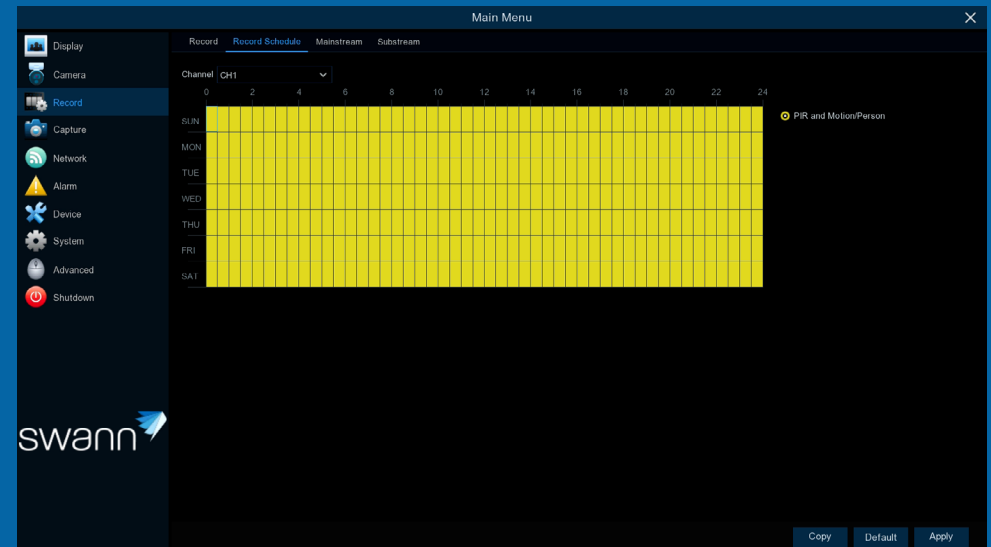 Main Menu
Display
Camera
Record
Capture
Network
Alarm
Device
System
Advanced
Shutdown
swann
Record Record Schedule Mainstream Substream
Channel CH1
0 2 4 6 8 10 12 14 16 18 20 22 24
SUN
MON
TUE
WED
THU
FRI
SAT
PIR and Motion/Person
Copy Default Apply